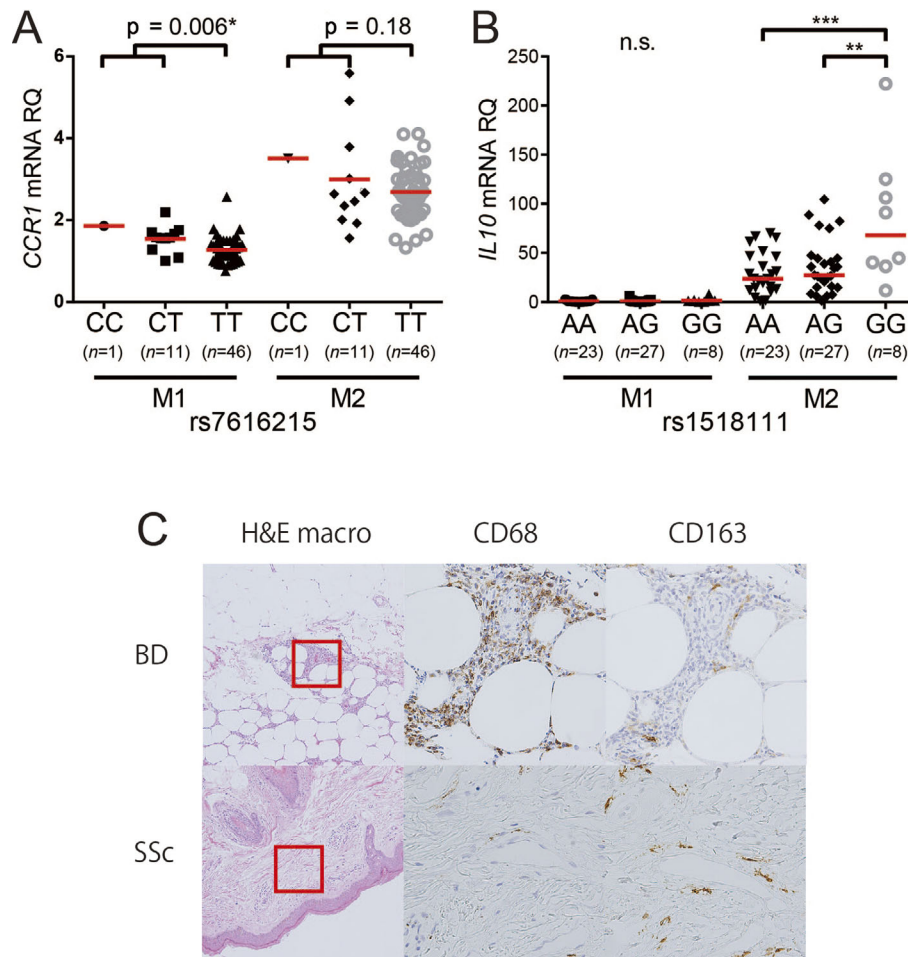 A
p = 0.006*
p = 0.18
CCR1 mRNA RQ
6
4
2
0
CC CT TT CC CT TT
(n=1) (n=11) (n=46) (n=1) (n=11) (n=46)
M1 M2
rs7616215
B
n.s.
***
**
IL10 mRNA RQ
250
200
150
100
50
0
AA AG GG AA AG GG
(n=23) (n=27) (n=8) (n=23) (n=27) (n=8)
M1 M2
rs1518111
C
H&E macro CD68 CD163
BD
SSc